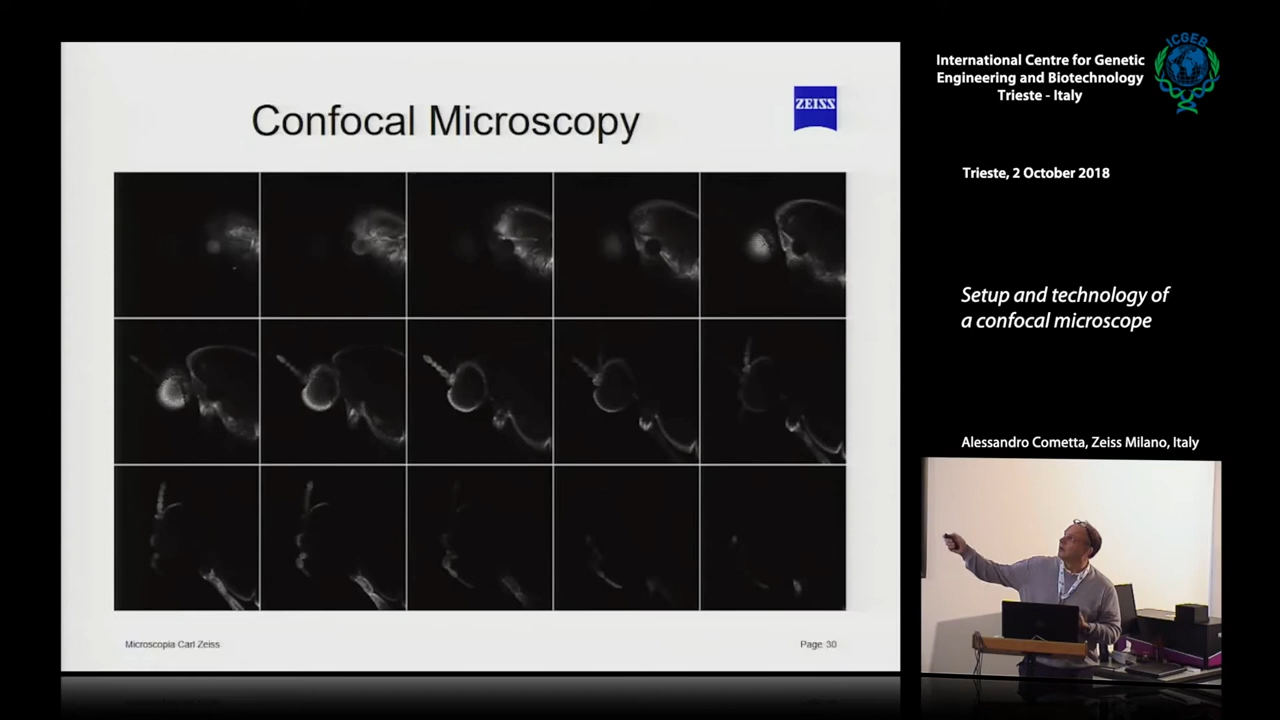 Confocal Microscopy
ZEISS
Microscopia Carl Zeiss
Page: 30
International Centre for Genetic
Engineering and Biotechnology
Trieste - Italy
ICGEB
Trieste, 2 October 2018
Setup and technology of
a confocal microscope
Alessandro Cometta, Zeiss Milano, Italy